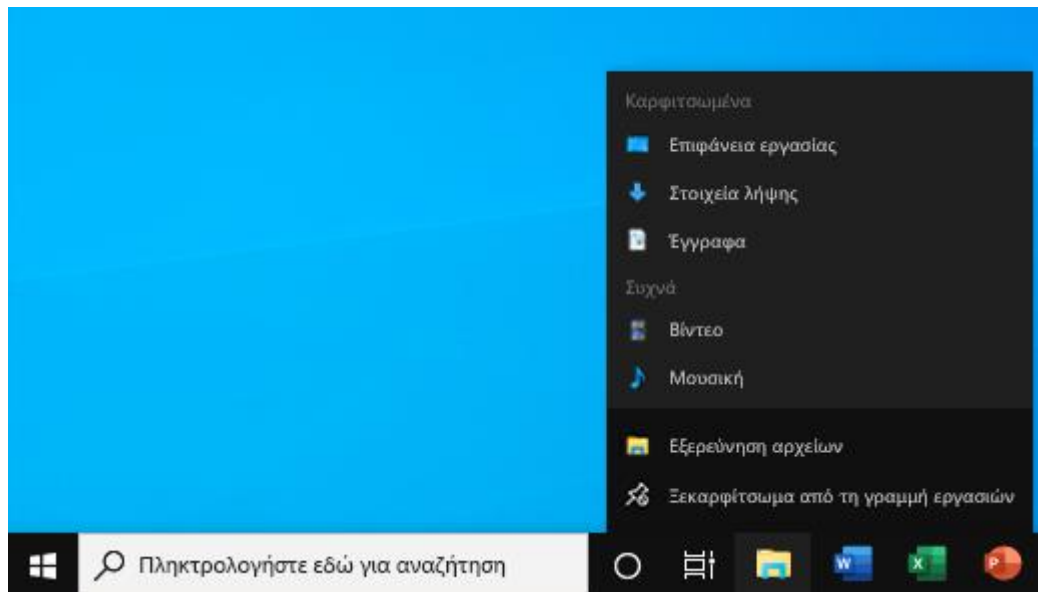 Καρφιτσωμένα
Επιφάνεια εργασίας
Στοιχεία λήψης
Έγγραφα
Συχνά
Βίντεο
Μουσική
Εξερεύνηση αρχείων
Ξεκαρφίτσωμα από τη γραμμή εργασιών
Πληκτρολογήστε εδώ για αναζήτηση
W
X
P